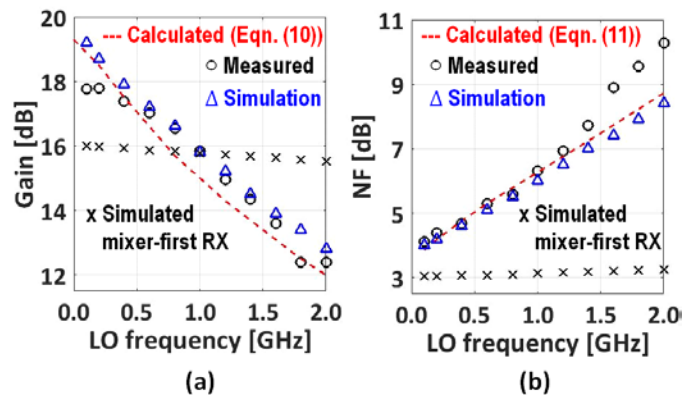 20
18
16
14
12
Gain [dB]
--- Calculated (Eqn. (10))
○ Measured
△ Simulation
× Simulated
mixer-first RX
0.0 0.5 1.0 1.5 2.0
LO frequency [GHz]
(a)
11
9
7
5
3
NF [dB]
--- Calculated (Eqn. (11))
○ Measured
△ Simulation
× Simulated
mixer-first RX
0.0 0.5 1.0 1.5 2.0
LO frequency [GHz]
(b)